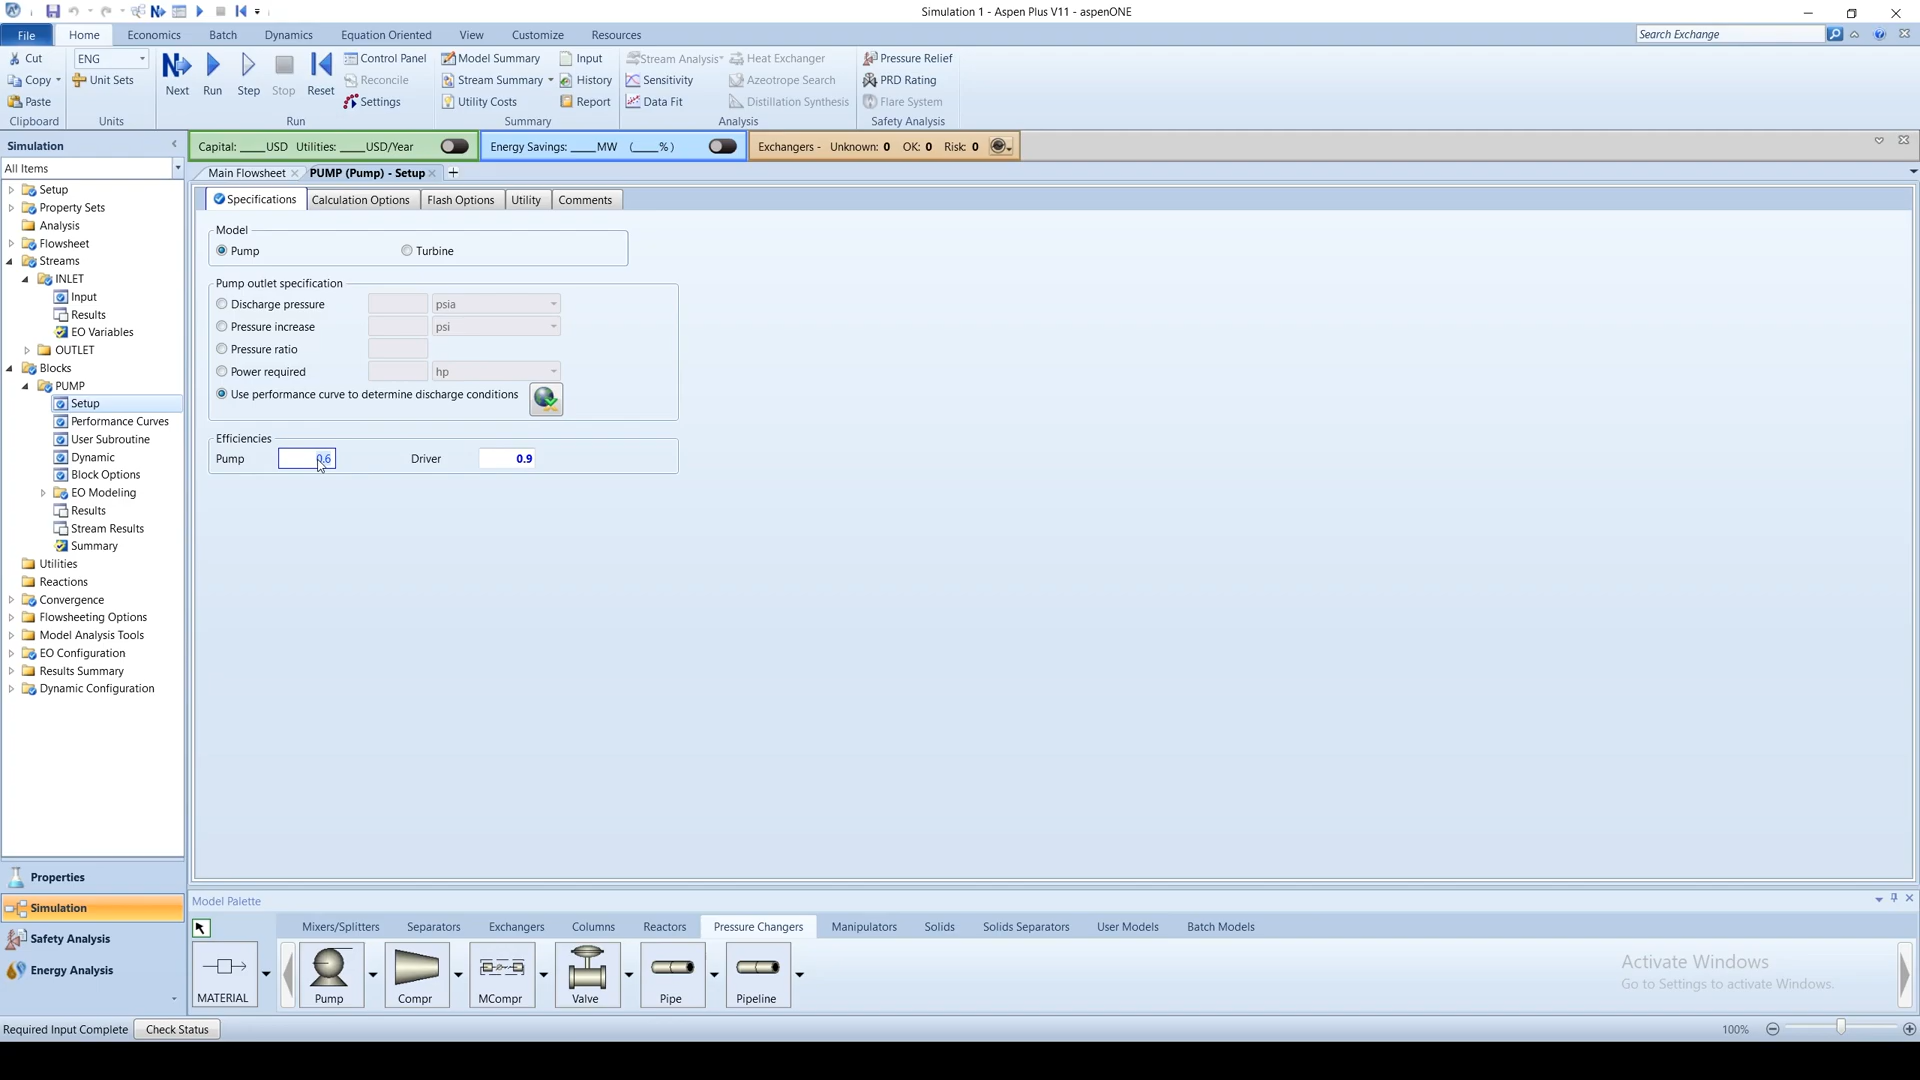 Simulation 1 - Aspen Plus V11 - aspenONE
File Home Economics Batch Dynamics Equation Oriented View Customize Resources Search Exchange
Cut ENG Next Run Step Stop Reset Control Panel Model Summary Input Stream Analysis Heat Exchanger Pressure Relief
Copy Unit Sets Reconcile Stream Summary History Sensitivity Azeotrope Search PRD Rating
Paste Settings Utility Costs Report Data Fit Distillation Synthesis Flare System
Clipboard Units Run Summary Analysis Safety Analysis
Simulation Capital: ____USD Utilities: ____USD/Year Energy Savings: ____MW (____%) Exchangers - Unknown: 0 OK: 0 Risk: 0
All Items Main Flowsheet PUMP (Pump) - Setup +
Setup
Property Sets
Analysis
Flowsheet
Streams
INLET
Input
Results
EO Variables
OUTLET
Blocks
PUMP
Setup
Performance Curves
User Subroutine
Dynamic
Block Options
EO Modeling
Results
Stream Results
Summary
Utilities
Reactions
Convergence
Flowsheeting Options
Model Analysis Tools
EO Configuration
Results Summary
Dynamic Configuration
Properties
Simulation
Safety Analysis
Energy Analysis
Specifications Calculation Options Flash Options Utility Comments
Model
Pump Turbine
Pump outlet specification
Discharge pressure psia
Pressure increase psi
Pressure ratio
Power required hp
Use performance curve to determine discharge conditions
Efficiencies
Pump 0.6 Driver 0.9
Model Palette
Mixers/Splitters Separators Exchangers Columns Reactors Pressure Changers Manipulators Solids Solids Separators User Models Batch Models
MATERIAL Pump Compr MCompr Valve Pipe Pipeline
Activate Windows
Go to Settings to activate Windows.
Required Input Complete Check Status 100%